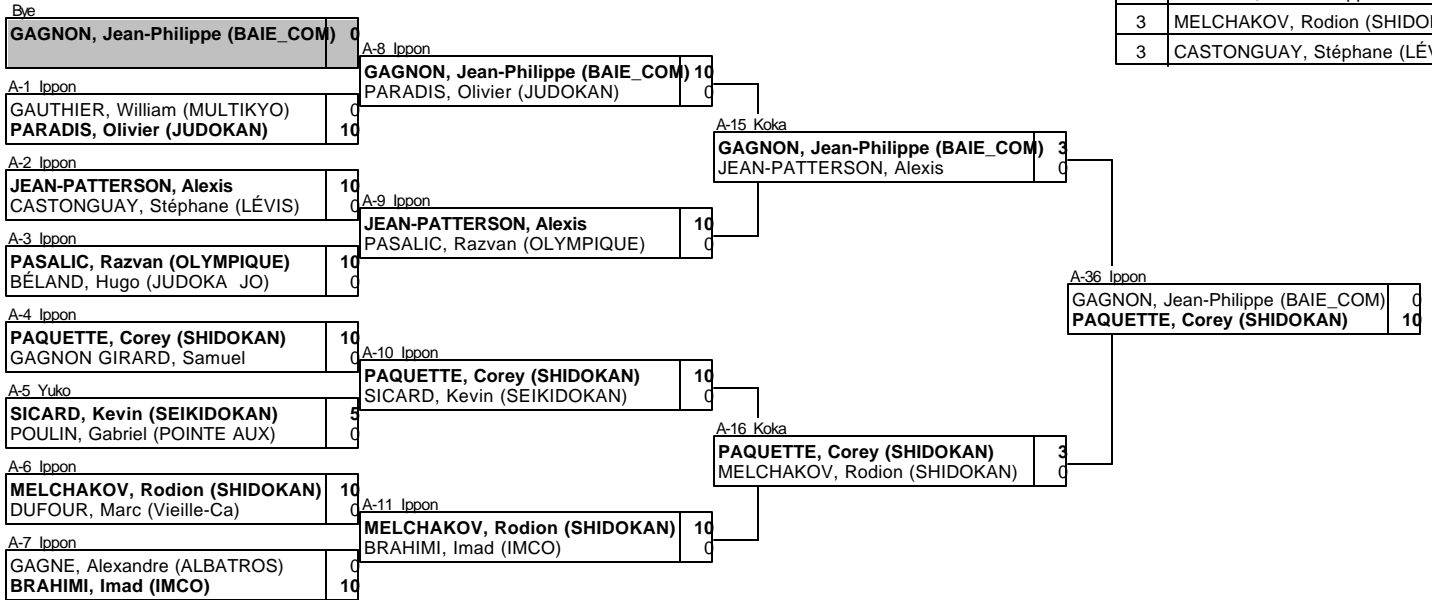 Bye
GAGNON, Jean-Philippe (BAIE_COM) 0
A-1 Ippon
GAUTHIER, William (MULTIKYO) 0
PARADIS, Olivier (JUDOKAN) 10
A-2 Ippon
JEAN-PATTERSON, Alexis 10
CASTONGUAY, Stéphane (LÉVIS) 0
A-3 Ippon
PASALIC, Razvan (OLYMPIQUE) 10
BÉLAND, Hugo (JUDOKA JO) 0
A-4 Ippon
PAQUETTE, Corey (SHIDOKAN) 10
GAGNON GIRARD, Samuel 0
A-5 Yuko
SICARD, Kevin (SEIKIDOKAN) 5
POULIN, Gabriel (POINTE AUX) 0
A-6 Ippon
MELCHAKOV, Rodion (SHIDOKAN) 10
DUFOUR, Marc (Vieille-Ca) 0
A-7 Ippon
GAGNE, Alexandre (ALBATROS) 0
BRAHIMI, Imad (IMCO) 10
A-8 Ippon
GAGNON, Jean-Philippe (BAIE_COM) 10
PARADIS, Olivier (JUDOKAN) 0
A-9 Ippon
JEAN-PATTERSON, Alexis 10
PASALIC, Razvan (OLYMPIQUE) 0
A-10 Ippon
PAQUETTE, Corey (SHIDOKAN) 10
SICARD, Kevin (SEIKIDOKAN) 0
A-11 Ippon
MELCHAKOV, Rodion (SHIDOKAN) 10
BRAHIMI, Imad (IMCO) 0
A-15 Koka
GAGNON, Jean-Philippe (BAIE_COM) 3
JEAN-PATTERSON, Alexis 0
A-16 Koka
PAQUETTE, Corey (SHIDOKAN) 3
MELCHAKOV, Rodion (SHIDOKAN) 0
A-36 Ippon
GAGNON, Jean-Philippe (BAIE_COM) 0
PAQUETTE, Corey (SHIDOKAN) 10
3 MELCHAKOV, Rodion
3 CASTONGUAY, Stéphane